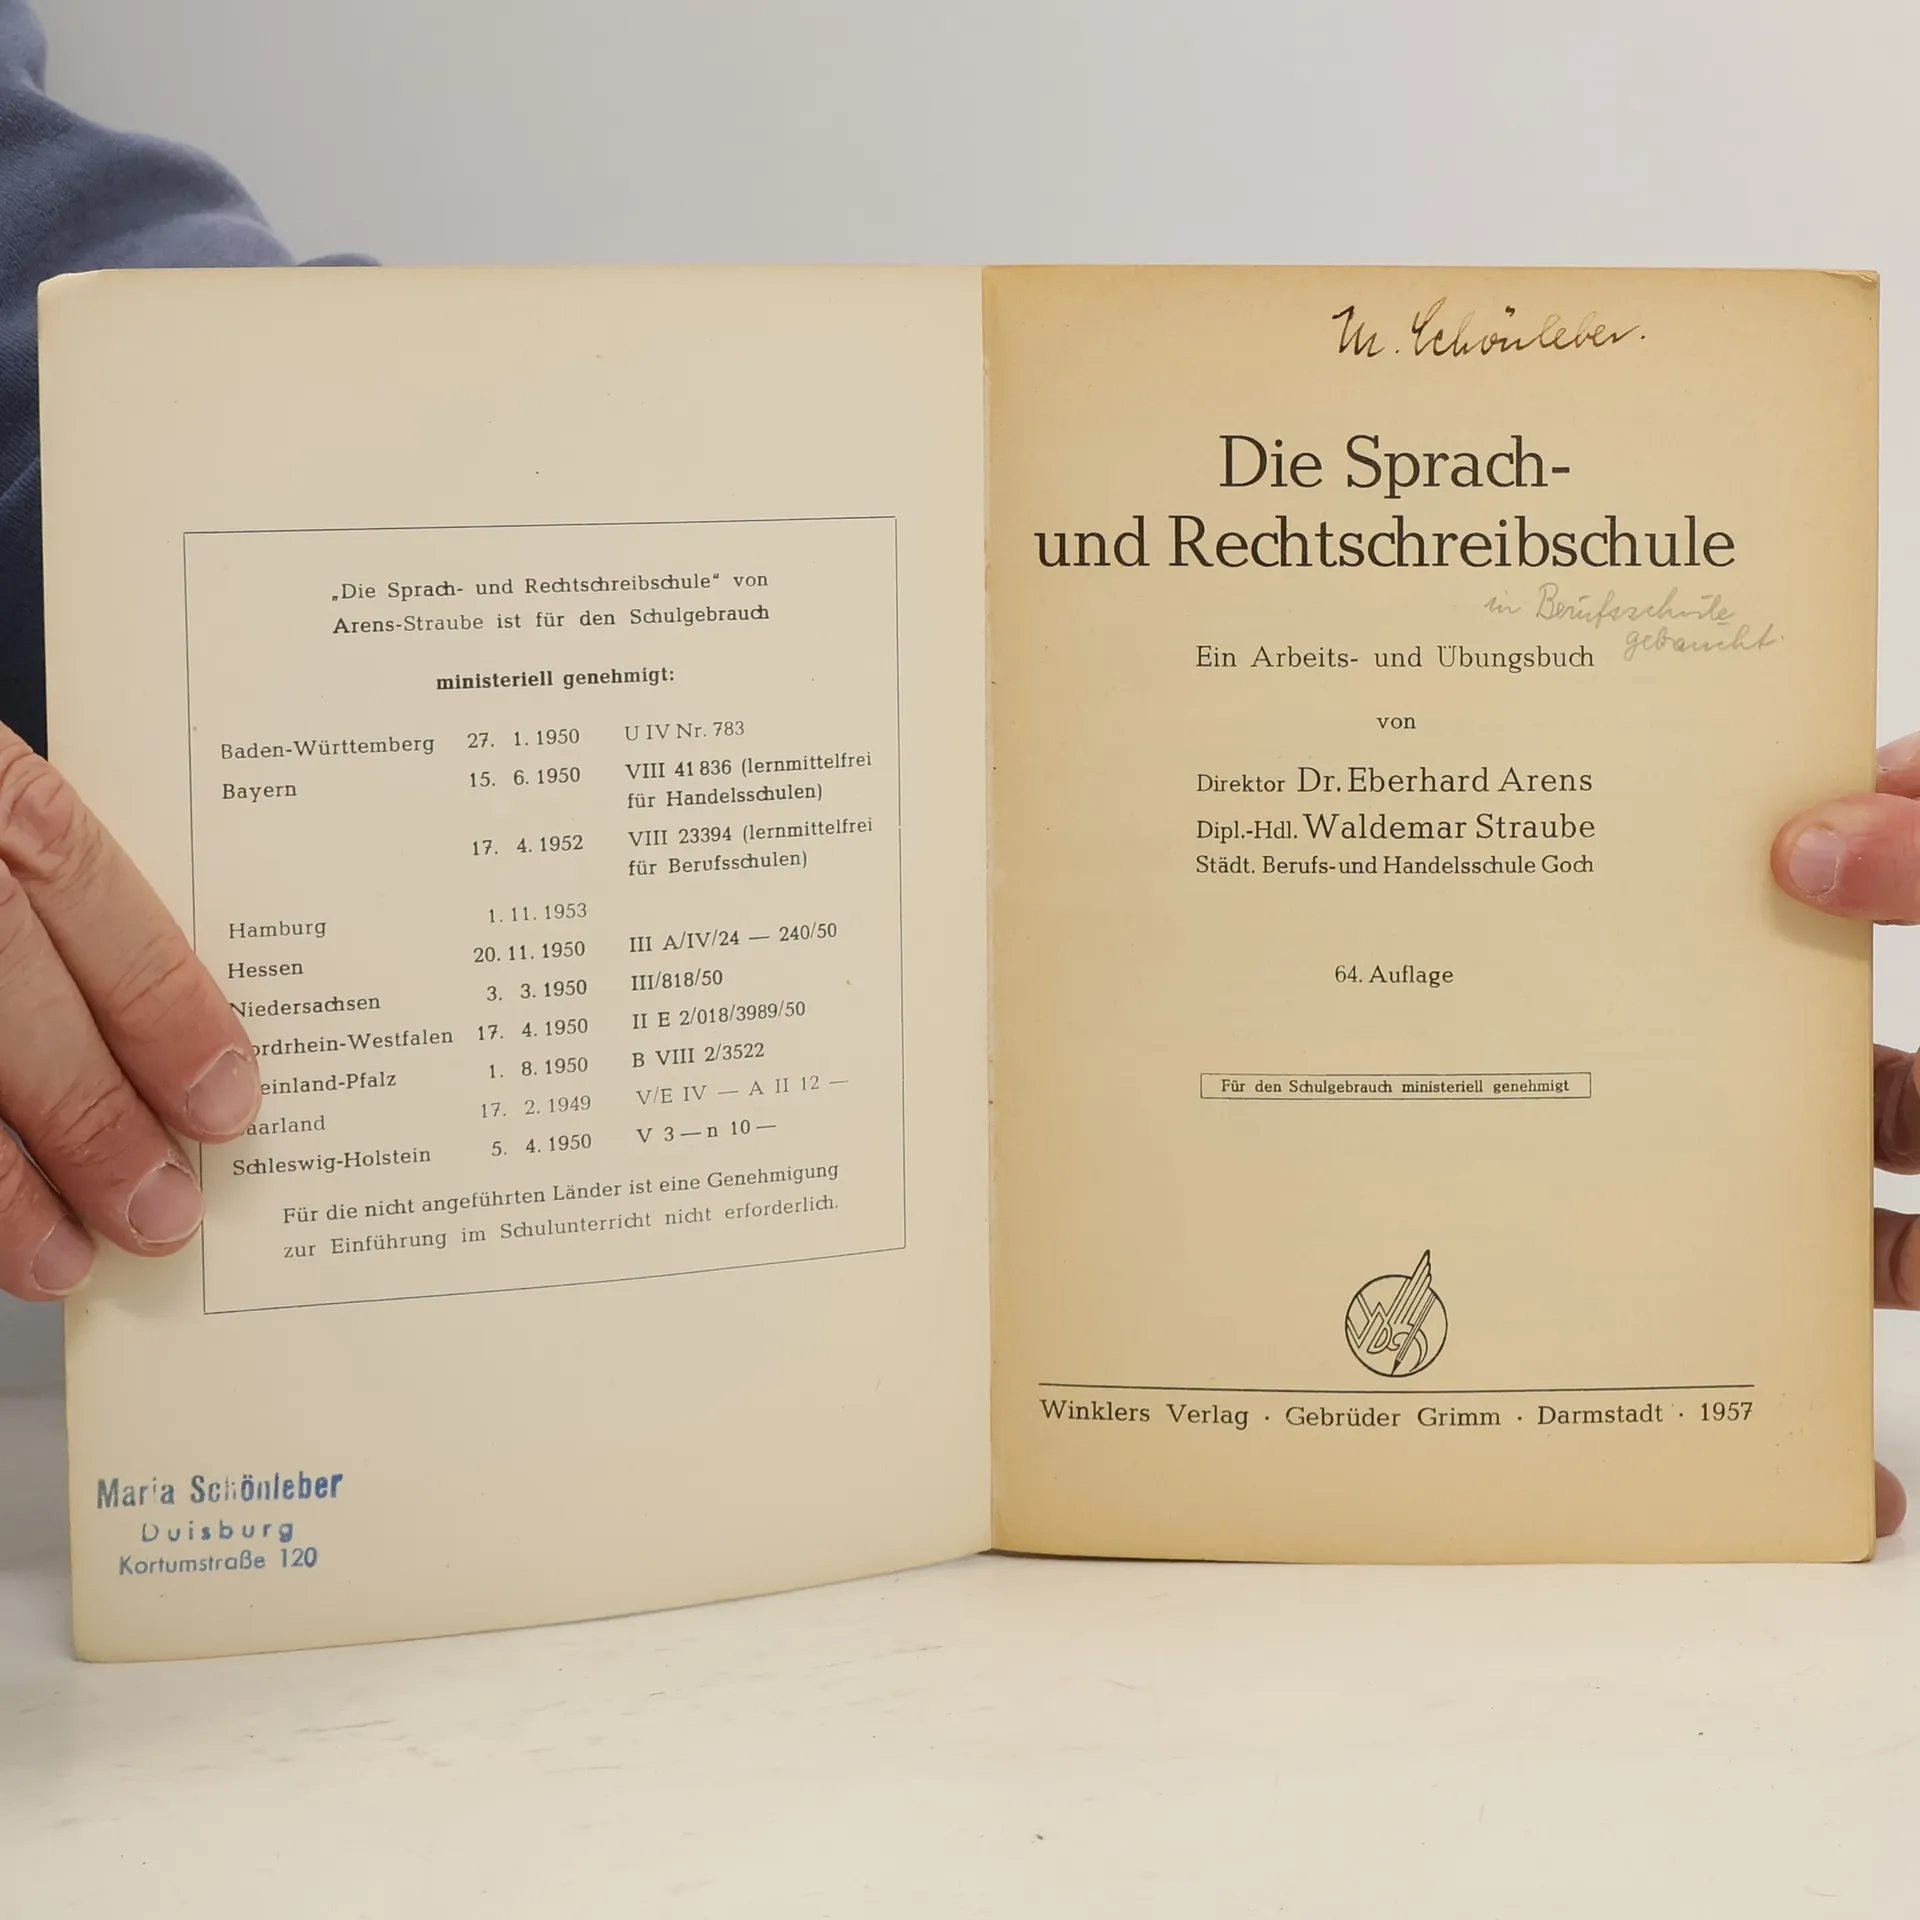 „Die Sprach- und Rechtschreibschule“ von
Arens-Straube ist für den Schulgebrauch
ministeriell genehmigt:
Baden-Württemberg 27. 1. 1950 U IV Nr. 783
Bayern 15. 6. 1950 VIII 41 836 (lernmittelfrei
für Handelsschulen)
17. 4. 1952 VIII 23394 (lernmittelfrei
für Berufsschulen)
Hamburg 1. 11. 1953
Hessen 20. 11. 1950 III A/IV/24 — 240/50
Niedersachsen 3. 3. 1950 III/818/50
ordrhein-Westfalen 17. 4. 1950 II E 2/018/3989/50
einland-Pfalz 1. 8. 1950 B VIII 2/3522
aarland 17. 2. 1949 V/E IV — A II 12 —
Schleswig-Holstein 5. 4. 1950 V 3 — n 10 —
Für die nicht angeführten Länder ist eine Genehmigung
zur Einführung im Schulunterricht nicht erforderlich.
Maria Schönleber
Duisburg
Kortumstraße 120
M. Schönleber.
Die Sprach-
und Rechtschreibschule
in Berufsschule
gebraucht.
Ein Arbeits- und Übungsbuch
von
Direktor Dr. Eberhard Arens
Dipl.-Hdl. Waldemar Straube
Städt. Berufs- und Handelsschule Goch
64. Auflage
Für den Schulgebrauch ministeriell genehmigt
Winklers Verlag · Gebrüder Grimm · Darmstadt · 1957